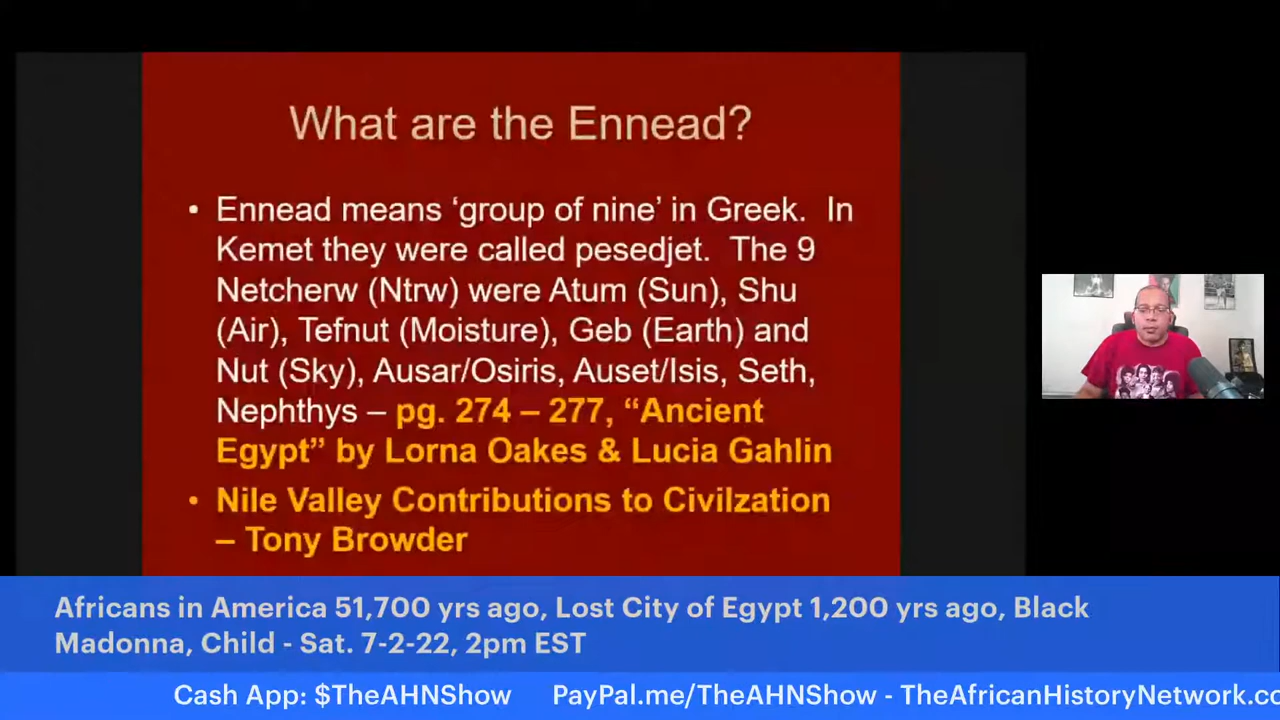 What are the Ennead?
• Ennead means ‘group of nine’ in Greek. In
Kemet they were called pesedjet. The 9
Netcherw (Ntrw) were Atum (Sun), Shu
(Air), Tefnut (Moisture), Geb (Earth) and
Nut (Sky), Ausar/Osiris, Auset/Isis, Seth,
Nephthys – pg. 274 – 277, “Ancient
Egypt” by Lorna Oakes & Lucia Gahlin
• Nile Valley Contributions to Civilzation
– Tony Browder
Africans in America 51,700 yrs ago, Lost City of Egypt 1,200 yrs ago, Black
Madonna, Child - Sat. 7-2-22, 2pm EST
Cash App: $TheAHNShow PayPal.me/TheAHNShow - TheAfricanHistoryNetwork.co